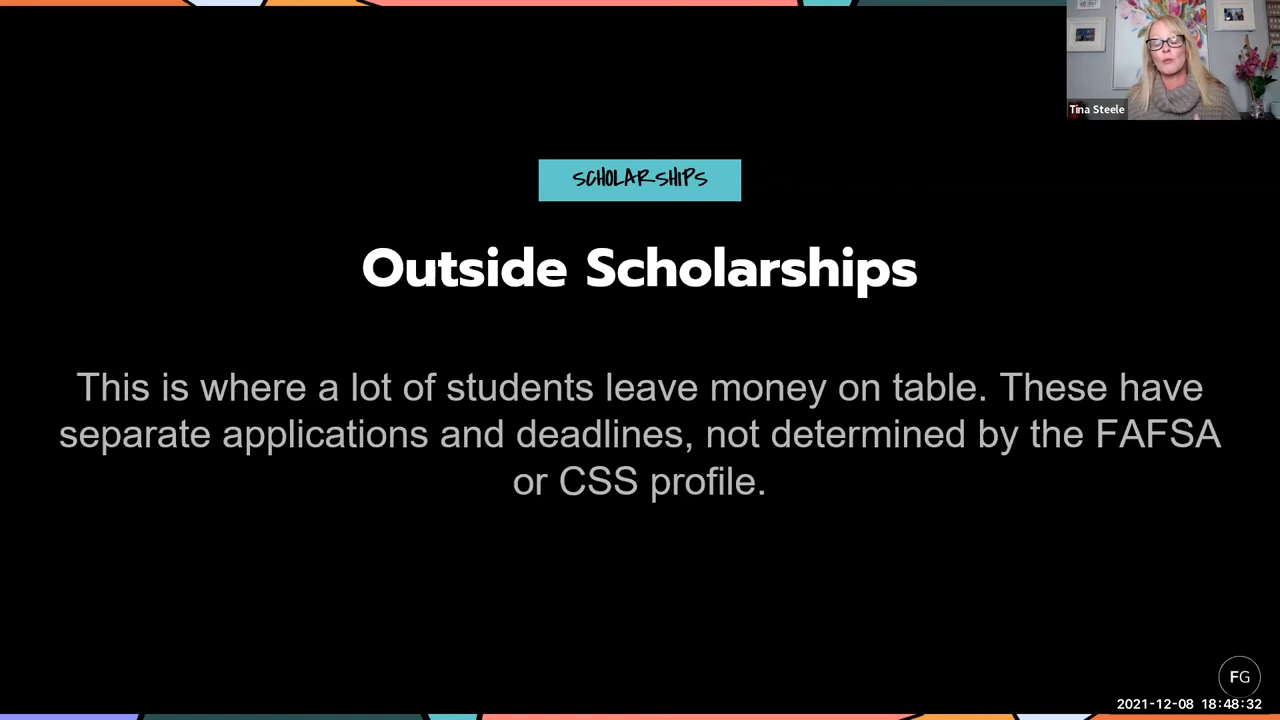 Tina Steele
SCHOLARSHIPS
Outside Scholarships
This is where a lot of students leave money on table. These have
separate applications and deadlines, not determined by the FAFSA
or CSS profile.
FG
2021-12-08 18:48:32